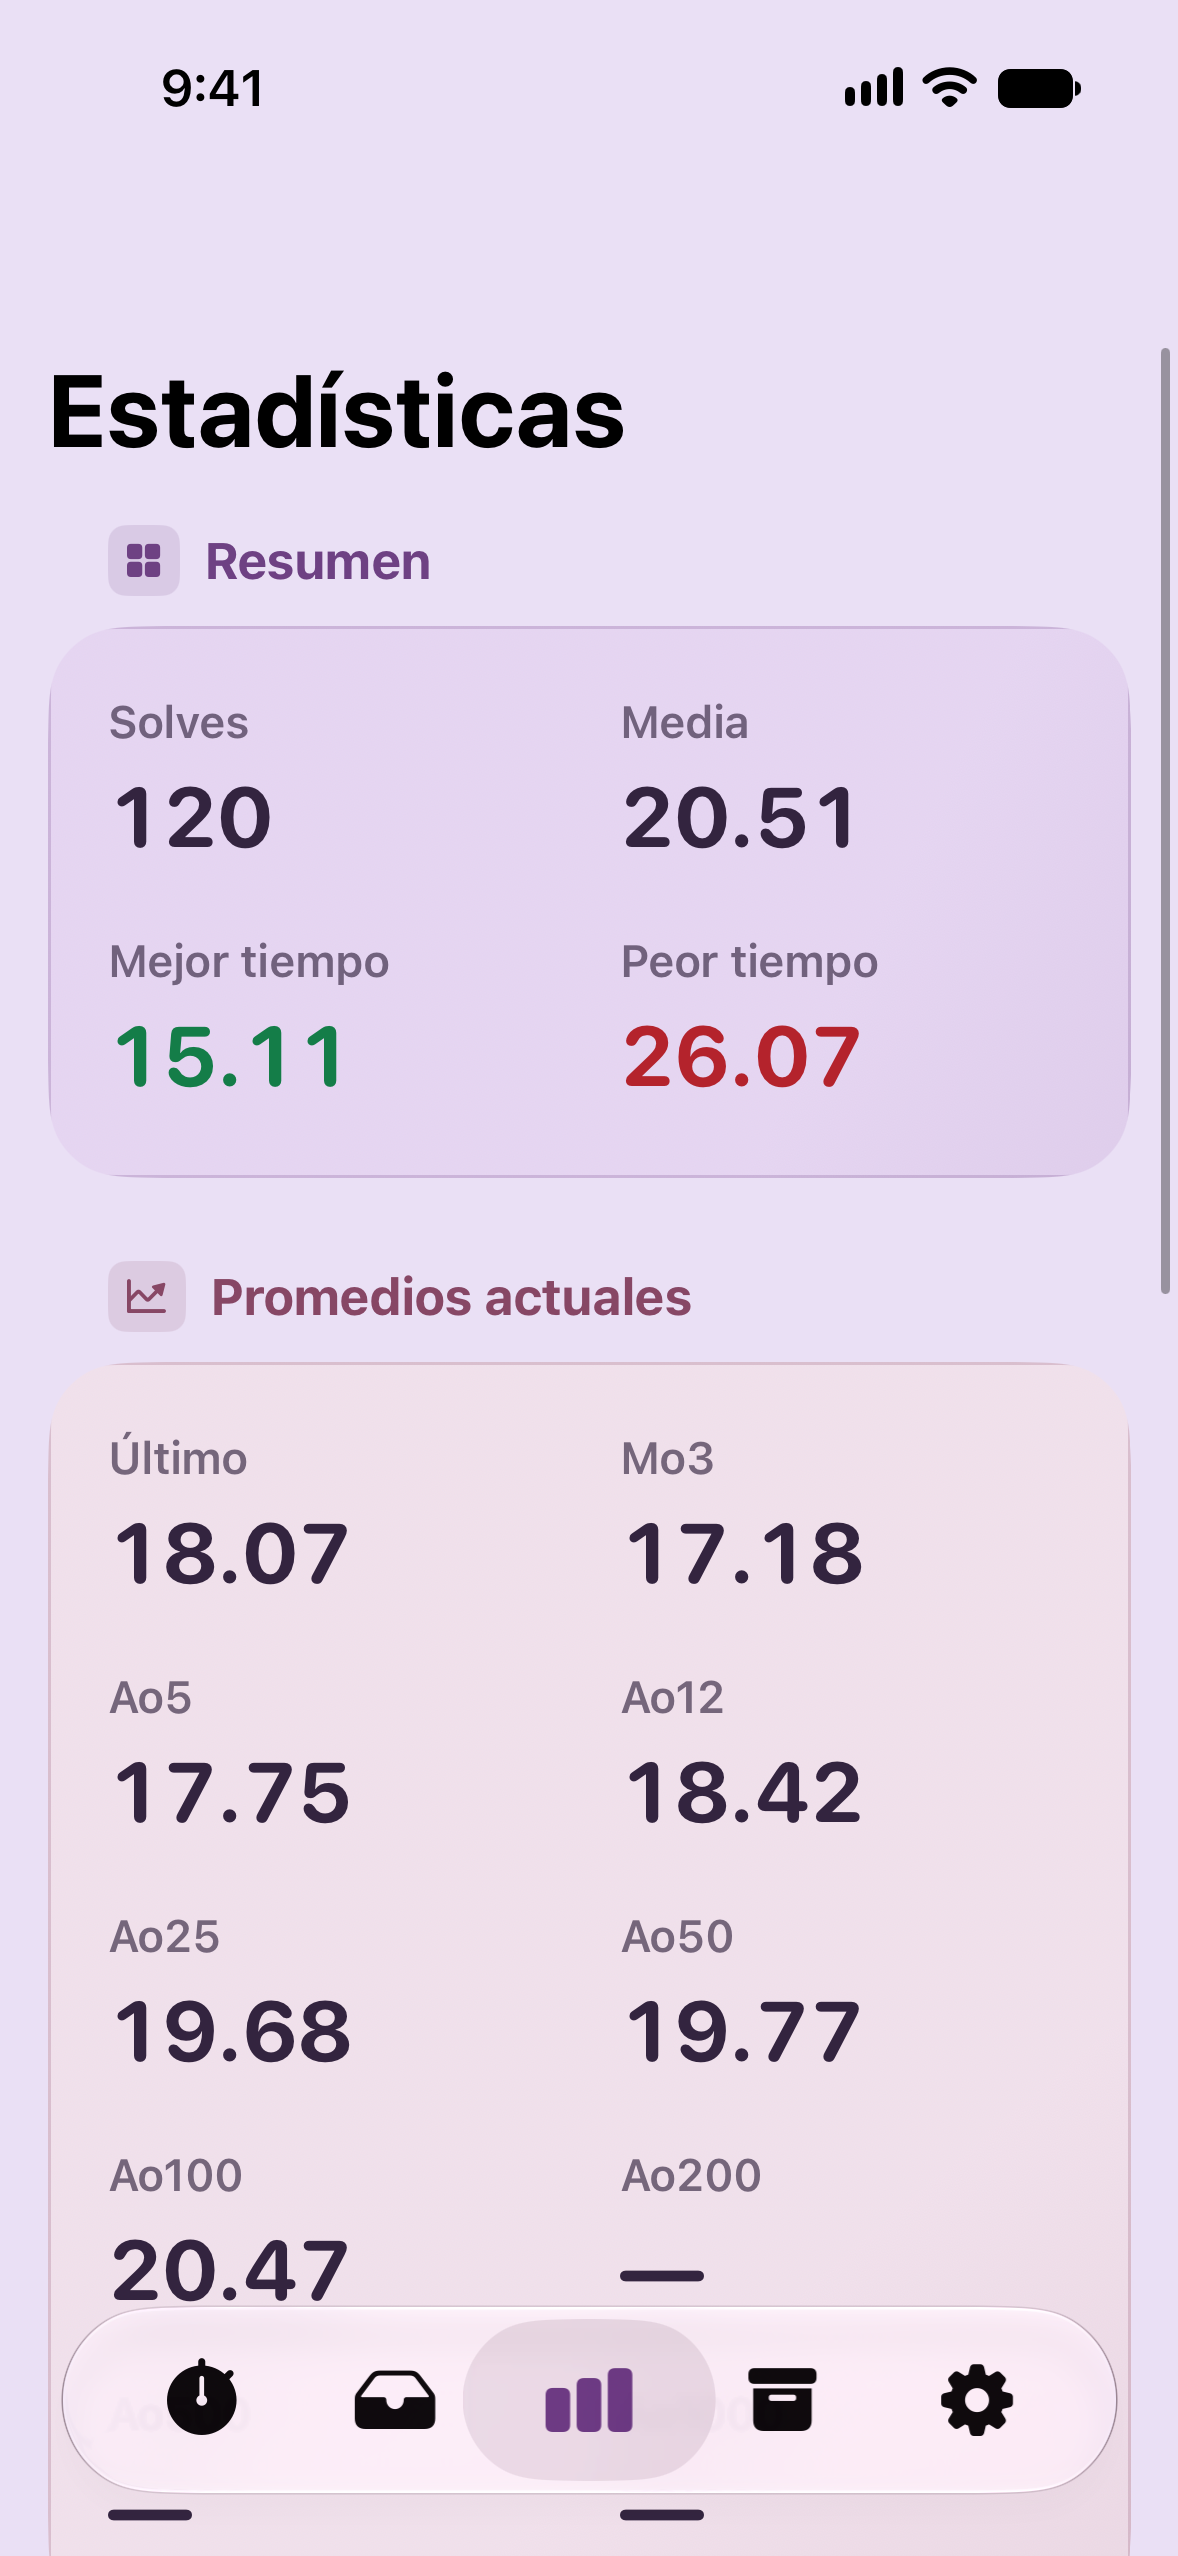 9:41
Estadísticas
Resumen
Solves Media
120 20.51
Mejor tiempo Peor tiempo
15.11 26.07
Promedios actuales
Último Mo3
18.07 17.18
Ao5 Ao12
17.75 18.42
Ao25 Ao50
19.68 19.77
Ao100 Ao200
20.47 —
— —